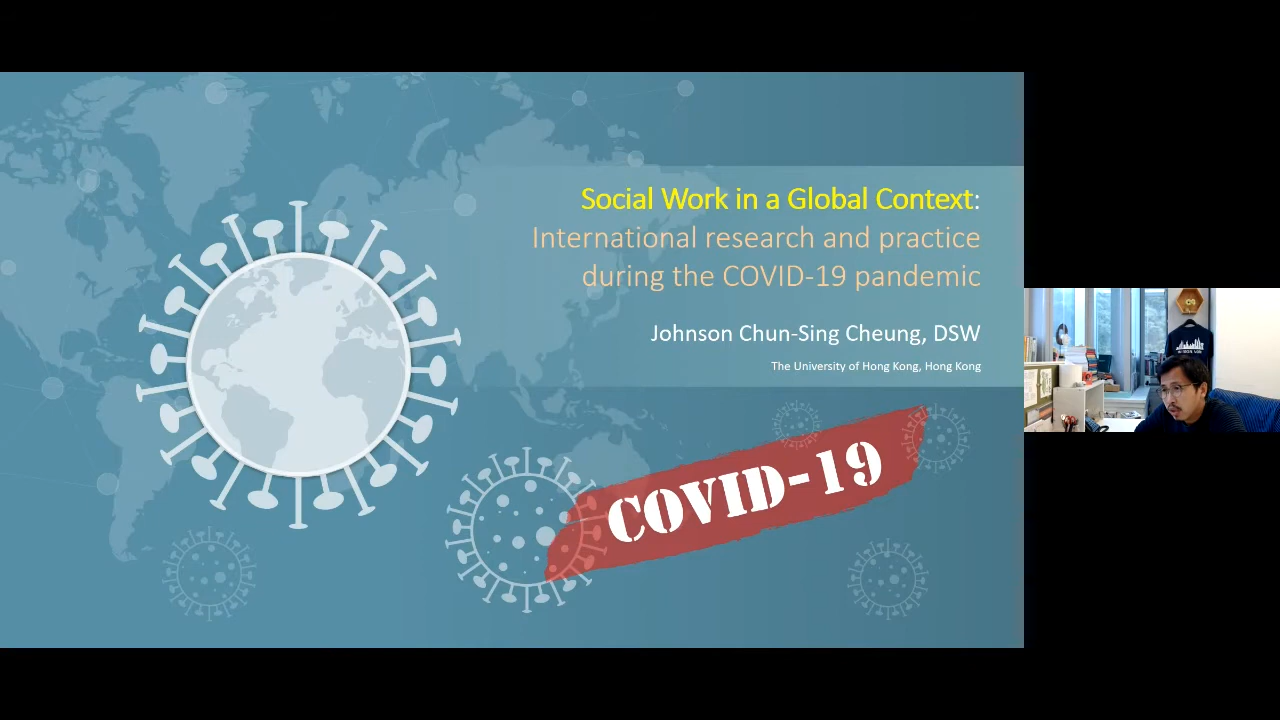 Social Work in a Global Context:
International research and practice
during the COVID-19 pandemic
Johnson Chun-Sing Cheung, DSW
The University of Hong Kong, Hong Kong
COVID-19